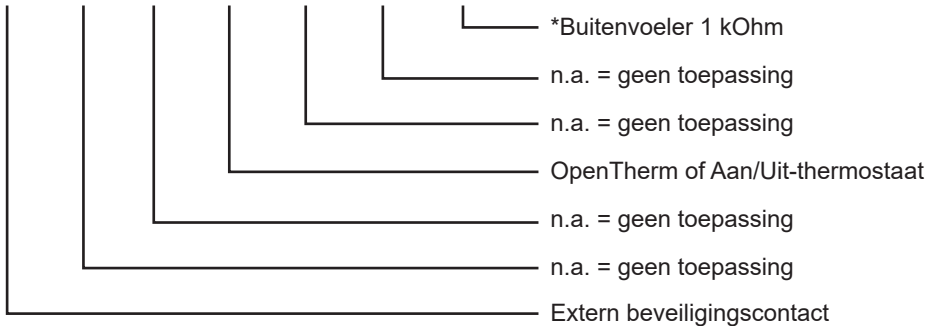 *Buitenvoeler 1 kOhm
n.a. = geen toepassing
n.a. = geen toepassing
OpenTherm of Aan/Uit-thermostaat
n.a. = geen toepassing
n.a. = geen toepassing
Extern beveiligingscontact